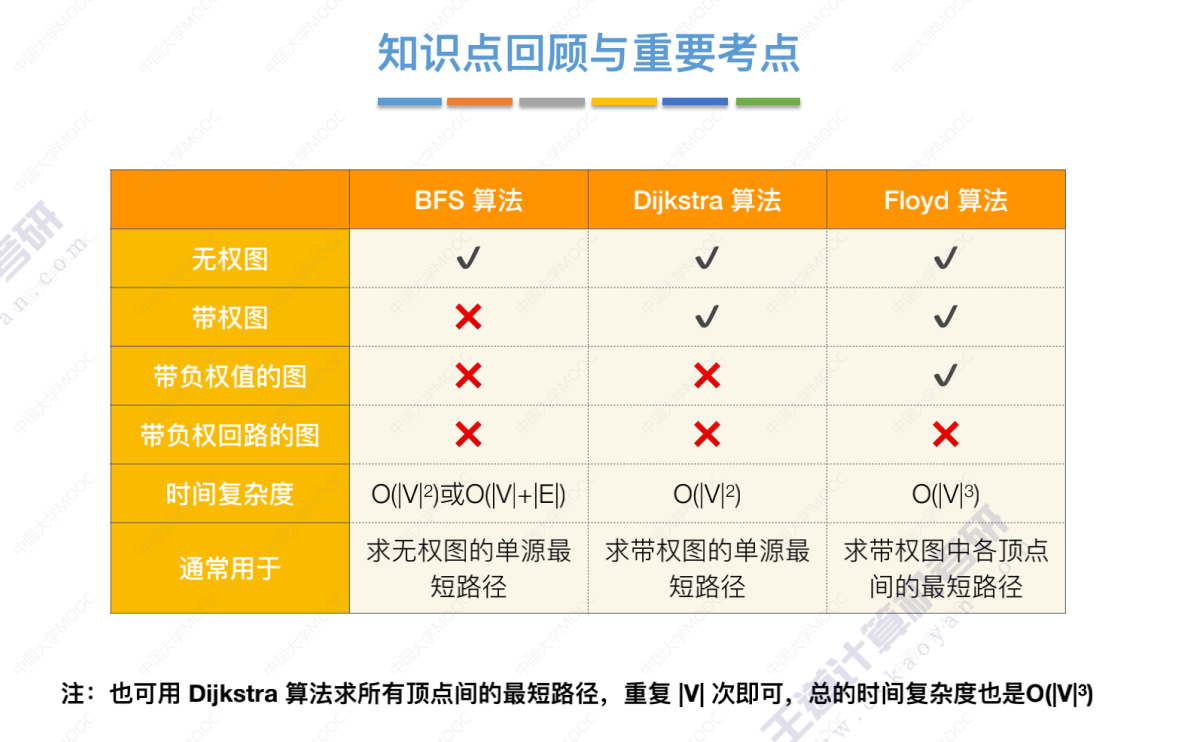 知识点回顾与重要考点
BFS 算法 Dijkstra 算法 Floyd 算法
无权图 ✔ ✔ ✔
带权图 ❌ ✔ ✔
带负权值的图 ❌ ❌ ✔
带负权回路的图 ❌ ❌ ❌
时间复杂度 O(|V|²)或O(|V|+|E|) O(|V|²) O(|V|³)
通常用于
求无权图的单源最
短路径
求带权图的单源最
短路径
求带权图中各顶点
间的最短路径
注：也可用 Dijkstra 算法求所有顶点间的最短路径，重复 |V| 次即可，总的时间复杂度也是O(|V|³)
中国大学MOOC
王道计算机考研